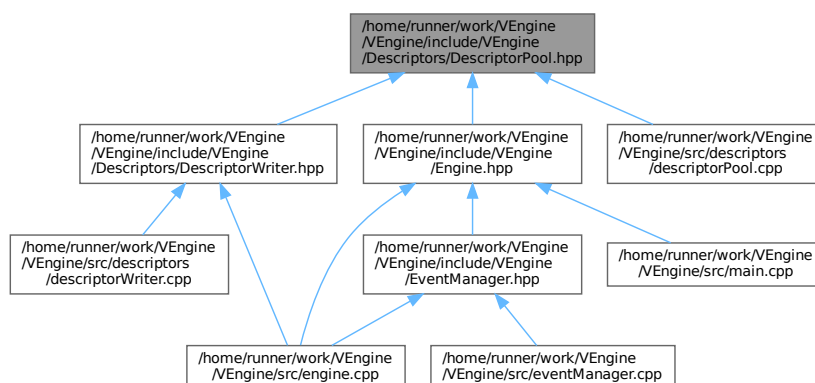 /home/runner/work/VEngine
/VEngine/include/VEngine
/Descriptors/DescriptorPool.hpp
/home/runner/work/VEngine
/VEngine/include/VEngine
/Descriptors/DescriptorWriter.hpp
/home/runner/work/VEngine
/VEngine/include/VEngine
/Engine.hpp
/home/runner/work/VEngine
/VEngine/src/descriptors
/descriptorPool.cpp
/home/runner/work/VEngine
/VEngine/src/descriptors
/descriptorWriter.cpp
/home/runner/work/VEngine
/VEngine/include/VEngine
/EventManager.hpp
/home/runner/work/VEngine
/VEngine/src/main.cpp
/home/runner/work/VEngine
/VEngine/src/engine.cpp
/home/runner/work/VEngine
/VEngine/src/eventManager.cpp